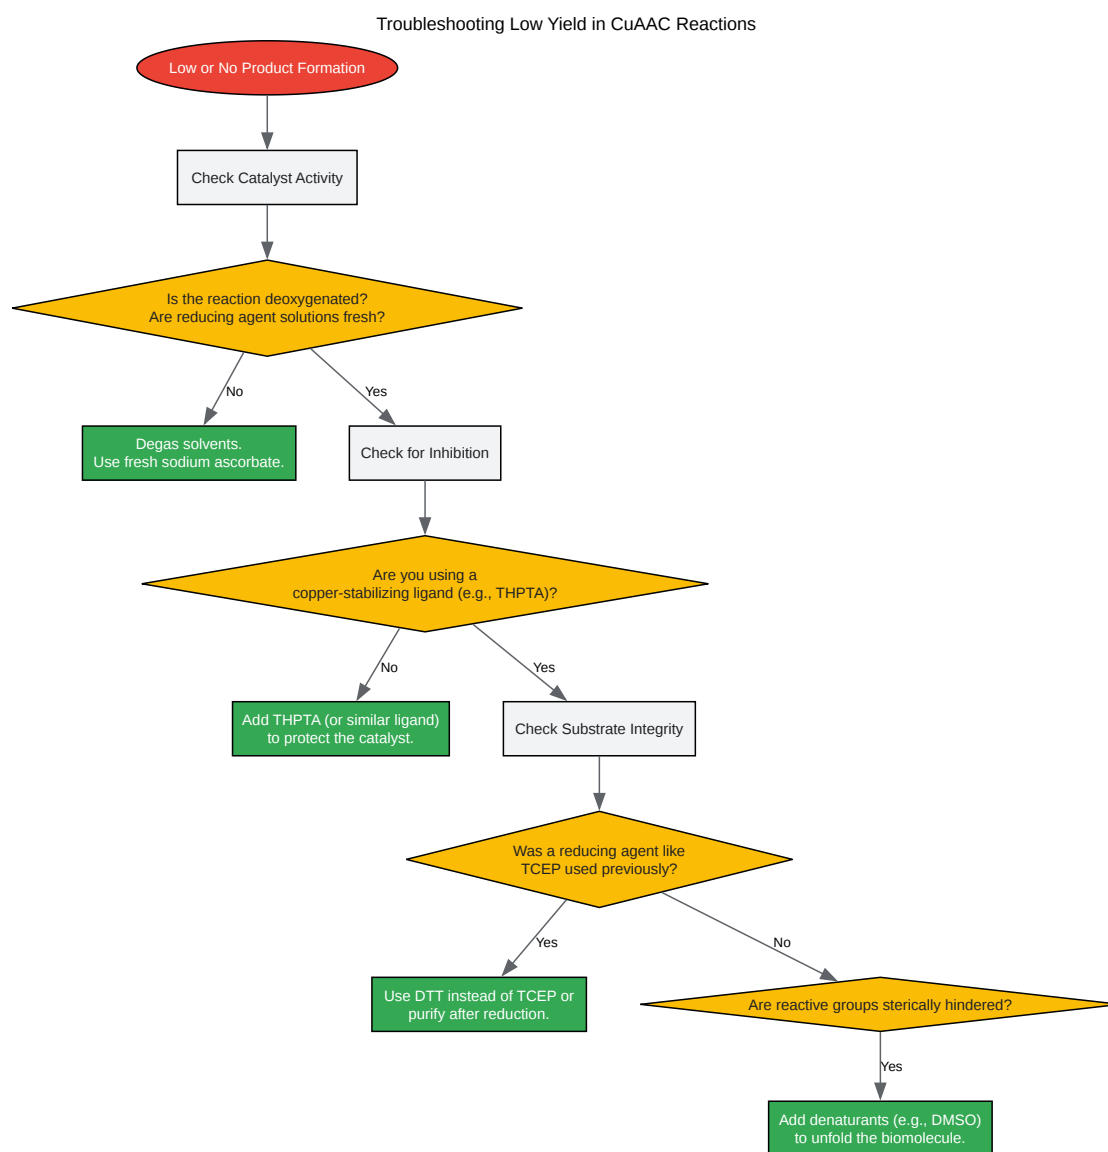 Troubleshooting Low Yield in CuAAC Reactions
Low or No Product Formation
Check Catalyst Activity
Is the reaction deoxygenated?
Are reducing agent solutions fresh?
No
Yes
Degas solvents.
Use fresh sodium ascorbate.
Check for Inhibition
Are you using a
copper-stabilizing ligand (e.g., THPTA)?
No
Yes
Add THPTA (or similar ligand)
to protect the catalyst.
Check Substrate Integrity
Was a reducing agent like
TCEP used previously?
Yes
No
Use DTT instead of TCEP or
purify after reduction.
Are reactive groups sterically hindered?
Yes
Add denaturants (e.g., DMSO)
to unfold the biomolecule.